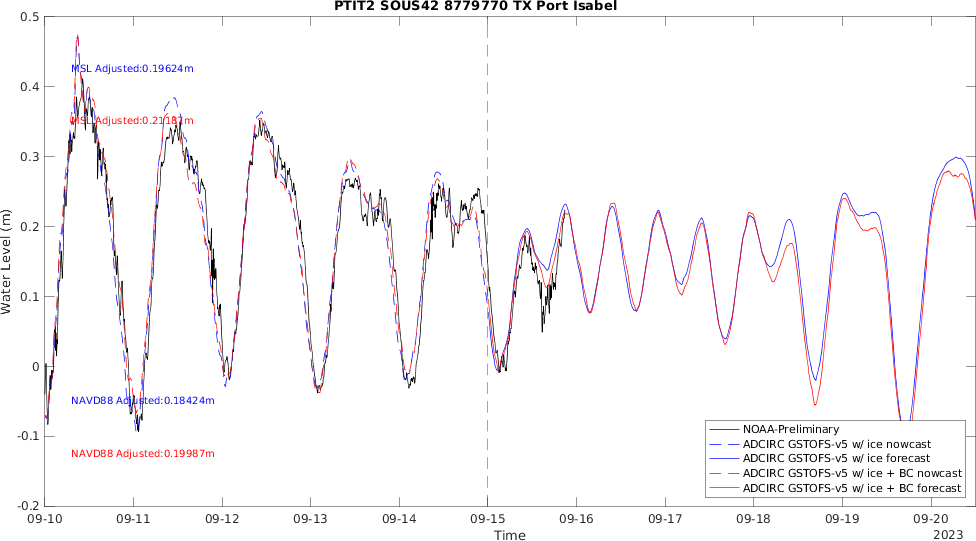 PTIT2 SOUS42 8779770 TX Port Isabel
Water Level (m)
0.5
0.4
0.3
0.2
0.1
0
-0.1
-0.2
MSL Adjusted:0.19624m
MSL Adjusted:0.21181m
NAVD88 Adjusted:0.18424m
NAVD88 Adjusted:0.19987m
NOAA-Preliminary
ADCIRC GSTOFS-v5 w/ ice nowcast
ADCIRC GSTOFS-v5 w/ ice forecast
ADCIRC GSTOFS-v5 w/ ice + BC nowcast
ADCIRC GSTOFS-v5 w/ ice + BC forecast
09-10 09-11 09-12 09-13 09-14 09-15 09-16 09-17 09-18 09-19 09-20
Time
2023